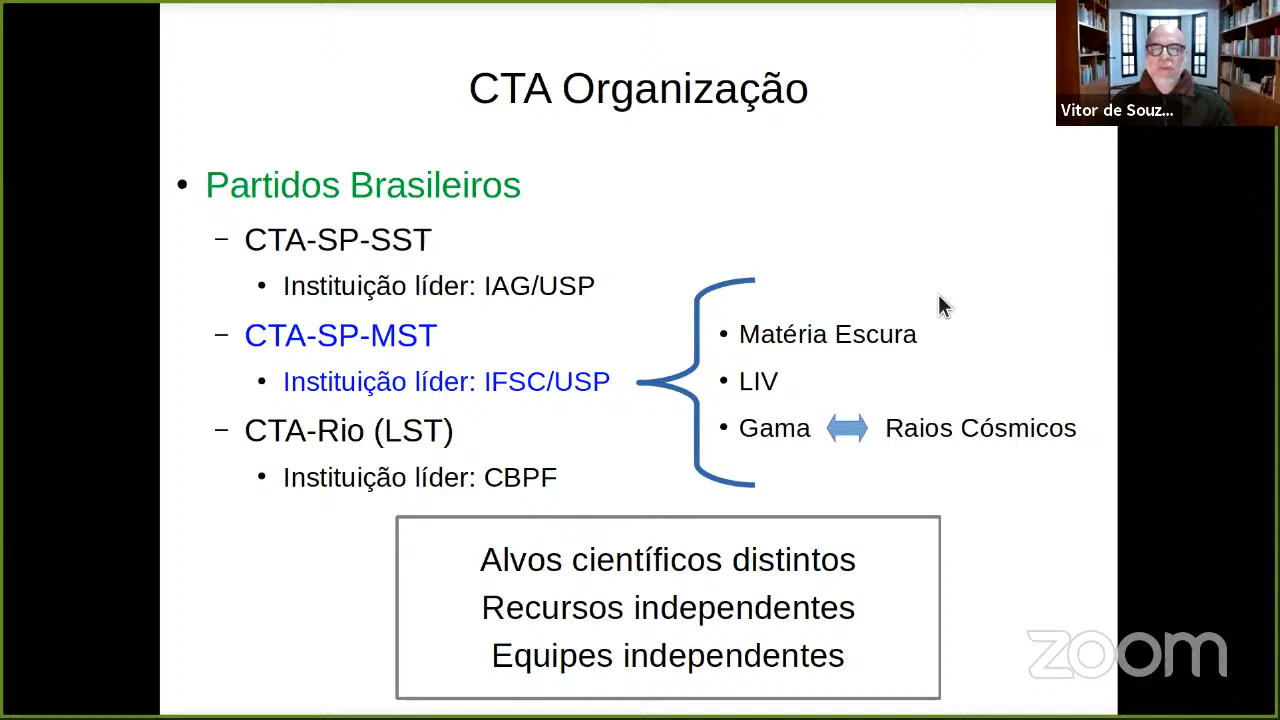 CTA Organização
Vitor de Souz...
• Partidos Brasileiros
– CTA-SP-SST
• Instituição líder: IAG/USP
– CTA-SP-MST
• Instituição líder: IFSC/USP
– CTA-Rio (LST)
• Instituição líder: CBPF
• Matéria Escura
• LIV
• Gama Raios Cósmicos
Alvos científicos distintos
Recursos independentes
Equipes independentes
zoom